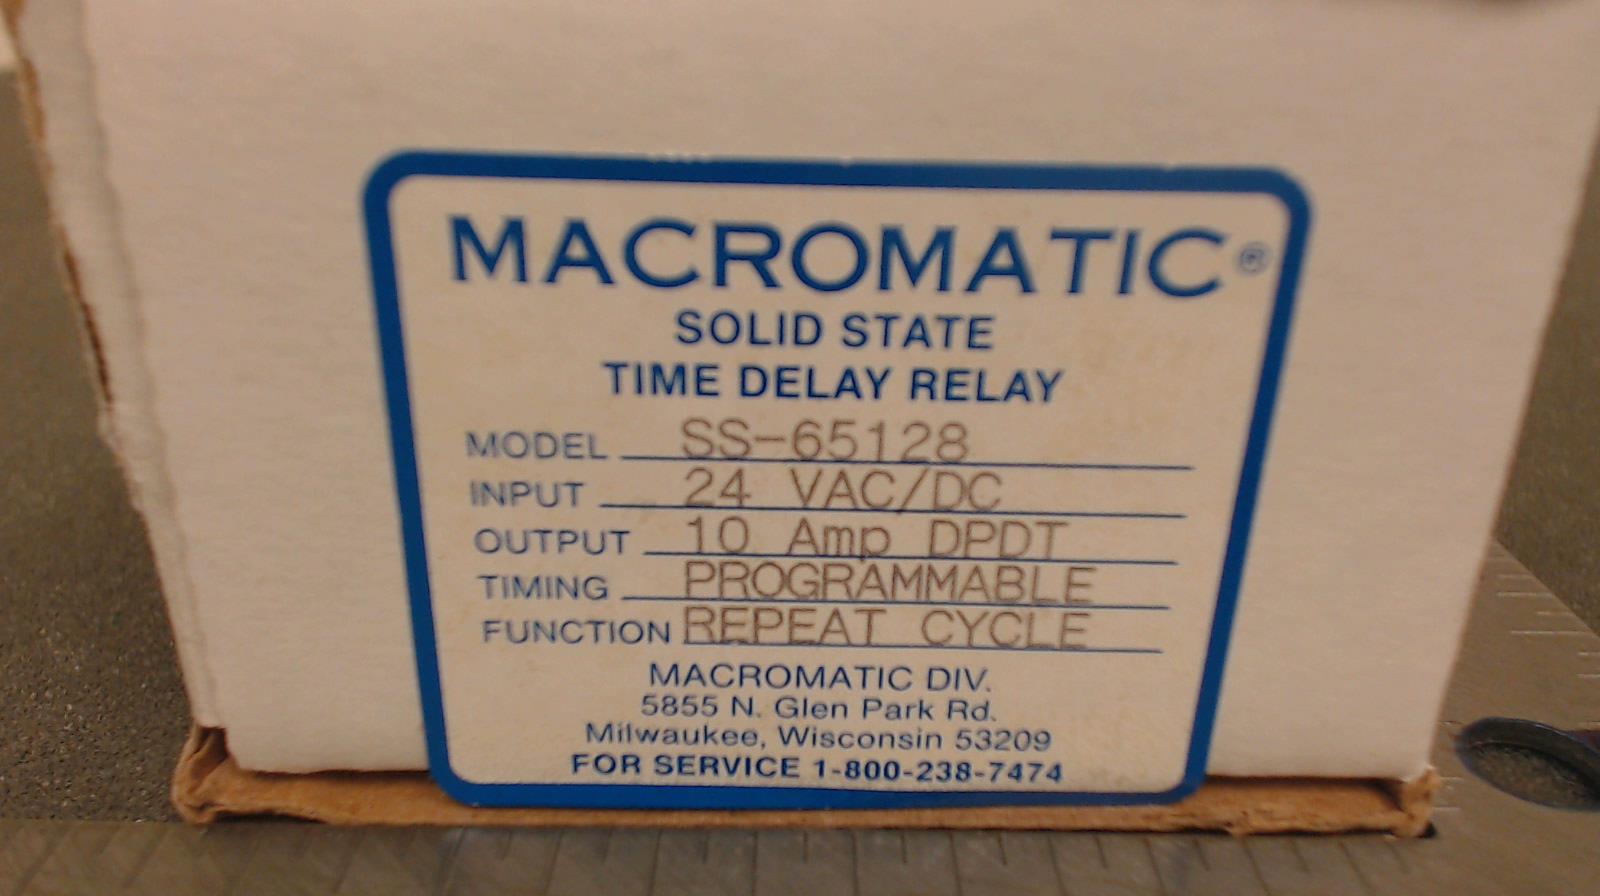 MACROMATIC®
SOLID STATE
TIME DELAY RELAY
MODEL SS-65128
INPUT 24 VAC/DC
OUTPUT 10 Amp DPDT
TIMING PROGRAMMABLE
FUNCTION REPEAT CYCLE
MACROMATIC DIV.
5855 N. Glen Park Rd.
Milwaukee, Wisconsin 53209
FOR SERVICE 1-800-238-7474